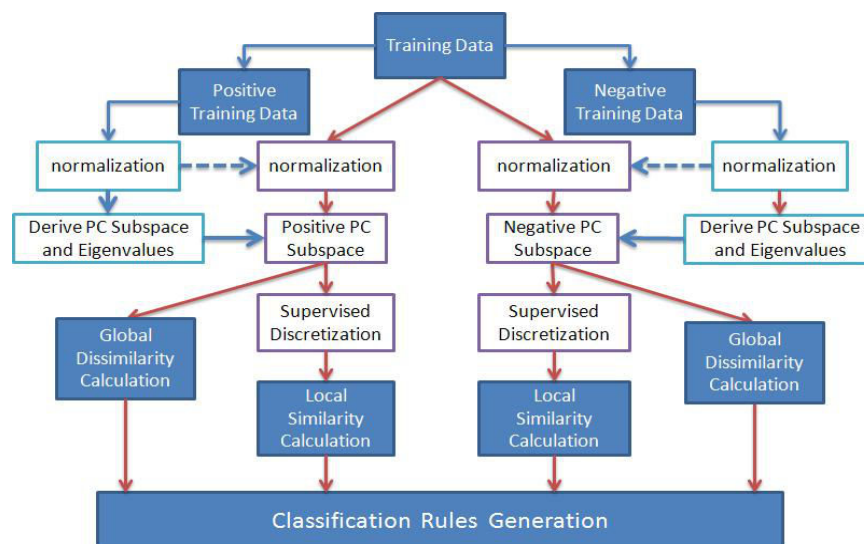 Training Data
Positive
Training Data
Negative
Training Data
normalization
normalization
normalization
normalization
Derive PC Subspace
and Eigenvalues
Positive PC
Subspace
Negative PC
Subspace
Derive PC Subspace
and Eigenvalues
Global
Dissimilarity
Calculation
Supervised
Discretization
Supervised
Discretization
Global
Dissimilarity
Calculation
Local
Similarity
Calculation
Local
Similarity
Calculation
Classification Rules Generation